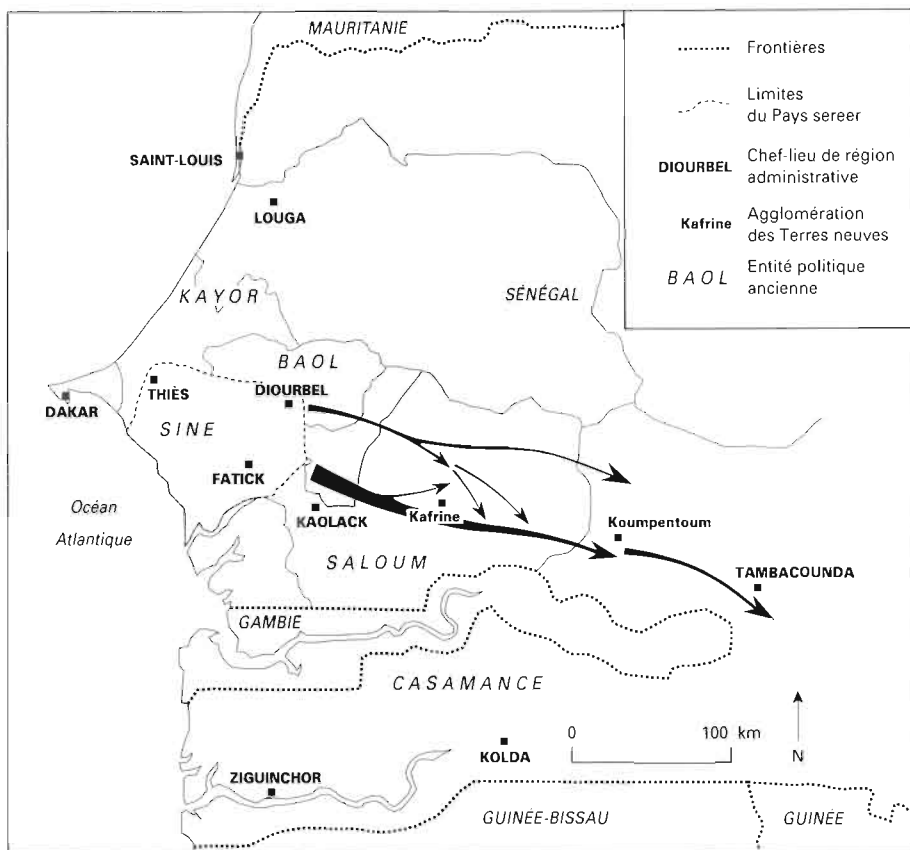 MAURITANIE
Frontières
Limites
du Pays sereer
DIOURBEL
Chef-lieu de région
administrative
Kafrine
Agglomération
des Terres neuves
BAOL
Entité politique
ancienne
SAINT-LOUIS
LOUGA
KAYOR
SÉNÉGAL
BAOL
THIÈS
DIOURBEL
DAKAR
SINE
FATICK
Océan
Atlantique
KAOLACK
Kafrine
Koumpentoum
SALOUM
TAMBACOUNDA
GAMBIE
CASAMANCE
0 100 km
N
KOLDA
ZIGUINCHOR
GUINÉE-BISSAU
GUINÉE